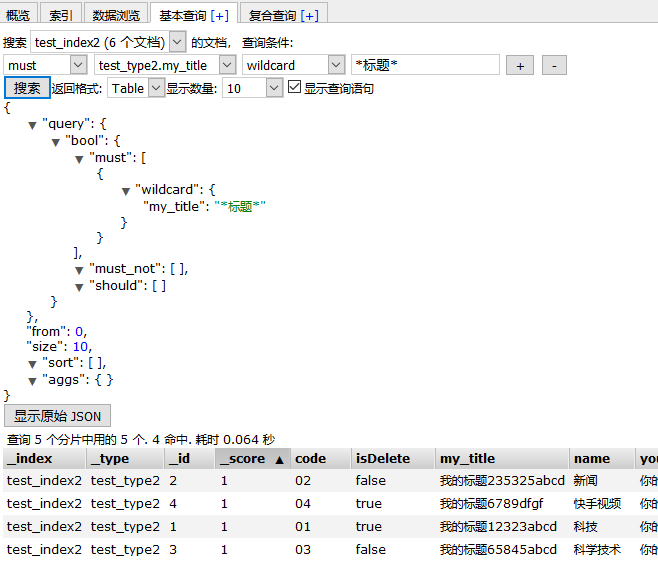 概览 索引 数据浏览 基本查询 [+] 复合查询 [+]
搜索 test_index2 (6 个文档) 的文档， 查询条件:
must test_type2.my_title wildcard *标题* + -
搜索 返回格式: Table 显示数量: 10 显示查询语句
{
"query": {
"bool": {
"must": [
{
"wildcard": {
"my_title": "*标题*"
}
}
],
"must_not": [ ],
"should": [ ]
}
},
"from": 0,
"size": 10,
"sort": [ ],
"aggs": { }
}
显示原始 JSON
查询 5 个分片中用的 5 个. 4 命中. 耗时 0.064 秒
_index _type _id _score ▲ code isDelete my_title name you
test_index2 test_type2 2 1 02 false 我的标题235325abcd 新闻 你的
test_index2 test_type2 4 1 04 true 我的标题6789dfgf 快手视频 你的
test_index2 test_type2 1 1 01 true 我的标题12323abcd 科技 你的
test_index2 test_type2 3 1 03 false 我的标题65845abcd 科学技术 你的